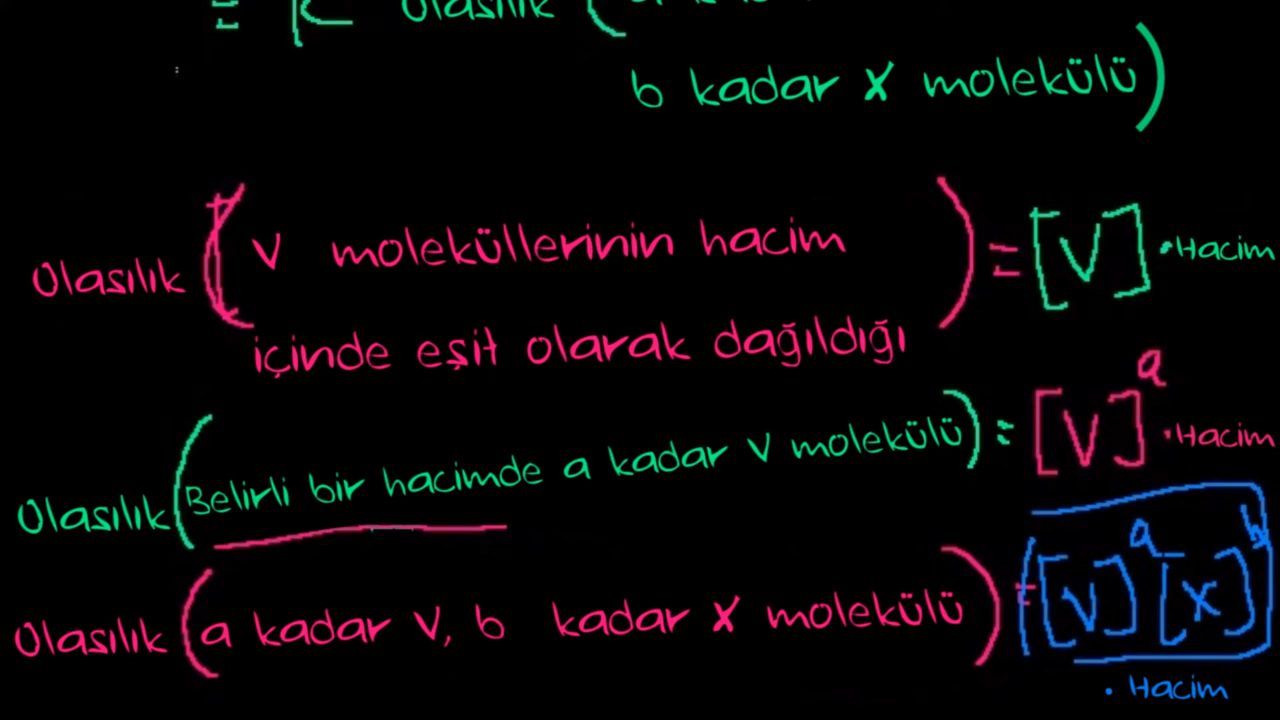 = K Olasılık (
b kadar X molekülü)
Olasılık ( V moleküllerinin hacim
içinde eşit olarak dağıldığı ) = [V] · Hacim
Olasılık (Belirli bir hacimde a kadar V molekülü) = [V]^a · Hacim
Olasılık (a kadar V, b kadar X molekülü) = ([V]^a [X]^b
· Hacim